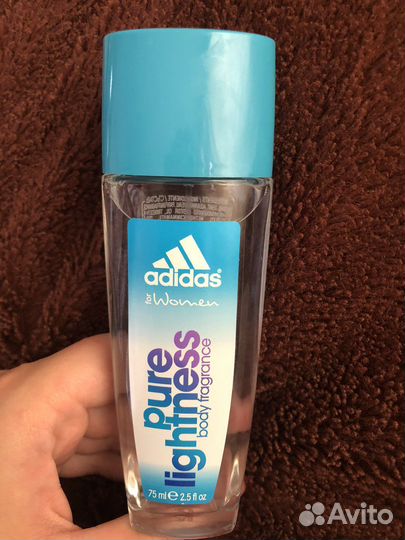 adidas®
for Women
pure
lightness
body fragrance
75 ml e 2.5 fl oz
Avito